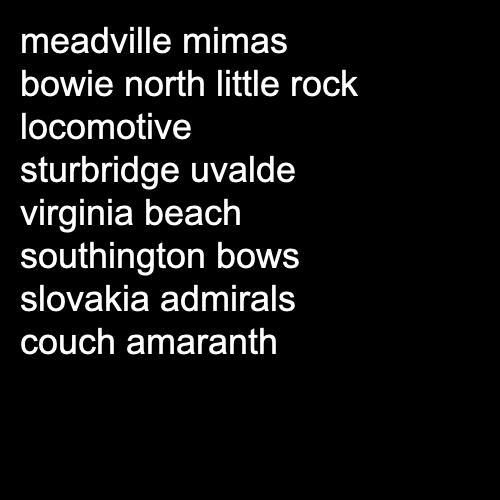 meadville mimas
bowie north little rock
locomotive
sturbridge uvalde
virginia beach
southington bows
slovakia admirals
couch amaranth